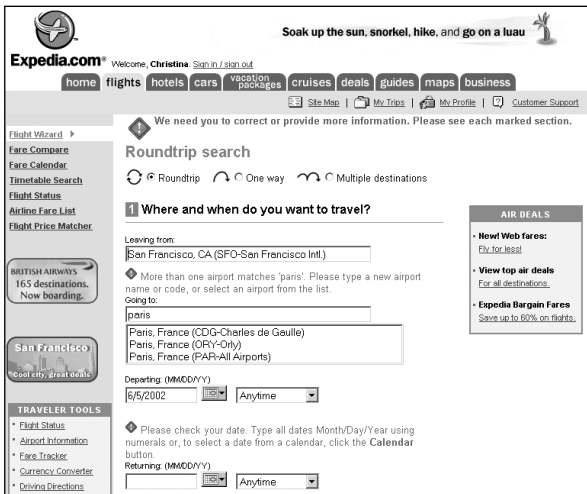 Soak up the sun, snorkel, hike, and go on a luau
Expedia.com® Welcome, Christina. Sign in / sign out
home flights hotels cars vacation packages cruises deals guides maps business
Site Map | My Trips | My Profile | Customer Support
Flight Wizard
Fare Compare
Fare Calendar
Timetable Search
Flight Status
Airline Fare List
Flight Price Matcher
BRITISH AIRWAYS
165 destinations.
Now boarding.
San Francisco
Cool city, great deals
TRAVELER TOOLS
• Flight Status
• Airport Information
• Fare Tracker
• Currency Converter
• Driving Directions
We need you to correct or provide more information. Please see each marked section.
Roundtrip search
Roundtrip One way Multiple destinations
1 Where and when do you want to travel?
Leaving from:
San Francisco, CA (SFO-San Francisco Intl.)
More than one airport matches 'paris'. Please type a new airport
name or code, or select an airport from the list.
Going to:
paris
Paris, France (CDG-Charles de Gaulle)
Paris, France (ORY-Orly)
Paris, France (PAR-All Airports)
Departing: (MM/DD/YY)
6/5/2002 Anytime
Please check your date. Type all dates Month/Day/Year using
numerals or, to select a date from a calendar, click the Calendar
button.
Returning: (MM/DD/YY)
Anytime
AIR DEALS
• New! Web fares:
Fly for less!
• View top air deals
For all destinations.
• Expedia Bargain Fares
Save up to 60% on flights.